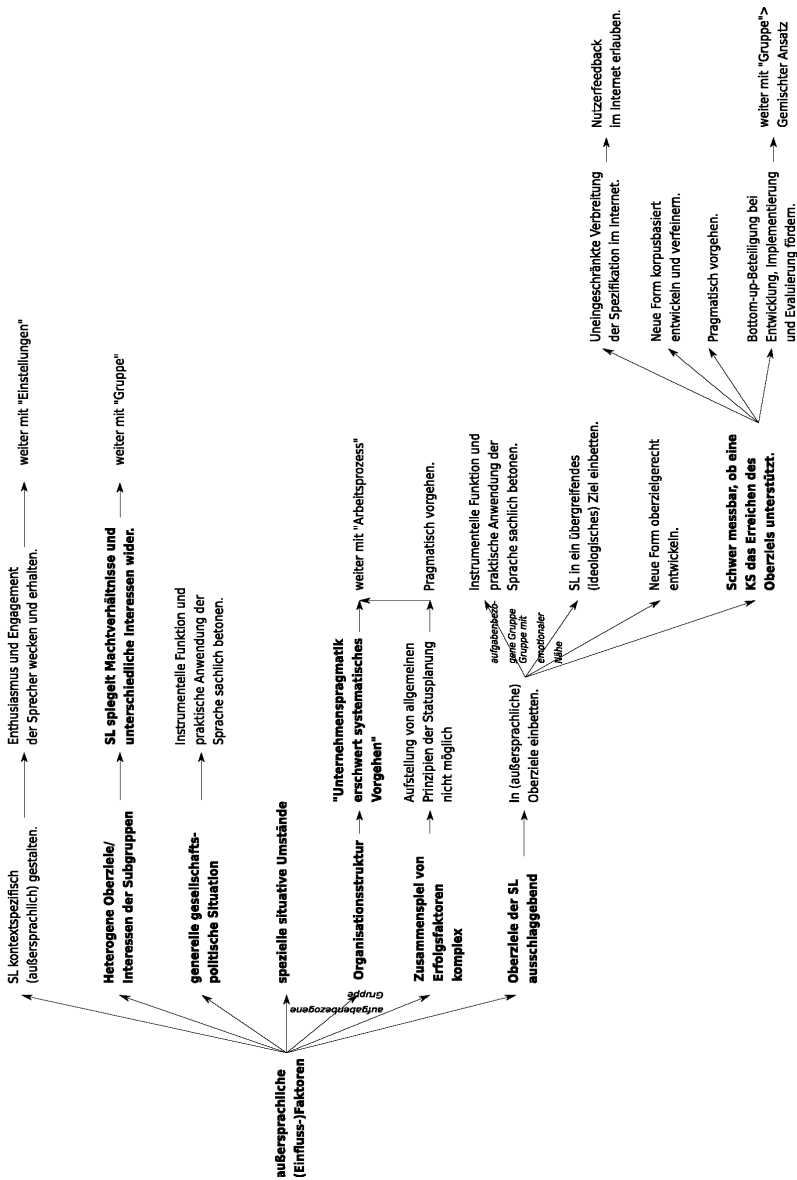 außersprachliche
(Einfluss-)Faktoren
SL kontextspezifisch
(außersprachlich) gestalten.
Enthusiasmus und Engagement
der Sprecher wecken und erhalten.
weiter mit "Einstellungen"
Heterogene Oberziele/
Interessen der Subgruppen
SL spiegelt Machtverhältnisse und
unterschiedliche Interessen wider.
weiter mit "Gruppe"
generelle gesellschafts-
politische Situation
Instrumentelle Funktion und
praktische Anwendung der
Sprache sachlich betonen.
spezielle situative Umstände
aufgabenbezogene
Gruppe
Organisationsstruktur
"Unternehmenspragmatik
erschwert systematisches
Vorgehen"
weiter mit "Arbeitsprozess"
Zusammenspiel von
Erfolgsfaktoren
komplex
Aufstellung von allgemeinen
Prinzipien der Statusplanung
nicht möglich
Pragmatisch vorgehen.
Oberziele der SL
ausschlaggebend
In (außersprachliche)
Oberziele einbetten.
aufgabenbezo-
gene Gruppe
Instrumentelle Funktion und
praktische Anwendung der
Sprache sachlich betonen.
Gruppe mit
emotionaler
Nähe
SL in ein übergreifendes
(ideologisches) Ziel einbetten.
Neue Form oberzielgerecht
entwickeln.
Schwer messbar, ob eine
KS das Erreichen des
Oberziels unterstützt.
Uneingeschränkte Verbreitung
der Spezifikation im Internet.
Nutzerfeedback
im Internet erlauben.
Neue Form korpusbasiert
entwickeln und verfeinern.
Pragmatisch vorgehen.
Bottom-up-Beteiligung bei
Entwicklung, Implementierung
und Evaluierung fördern.
weiter mit "Gruppe">
Gemischter Ansatz